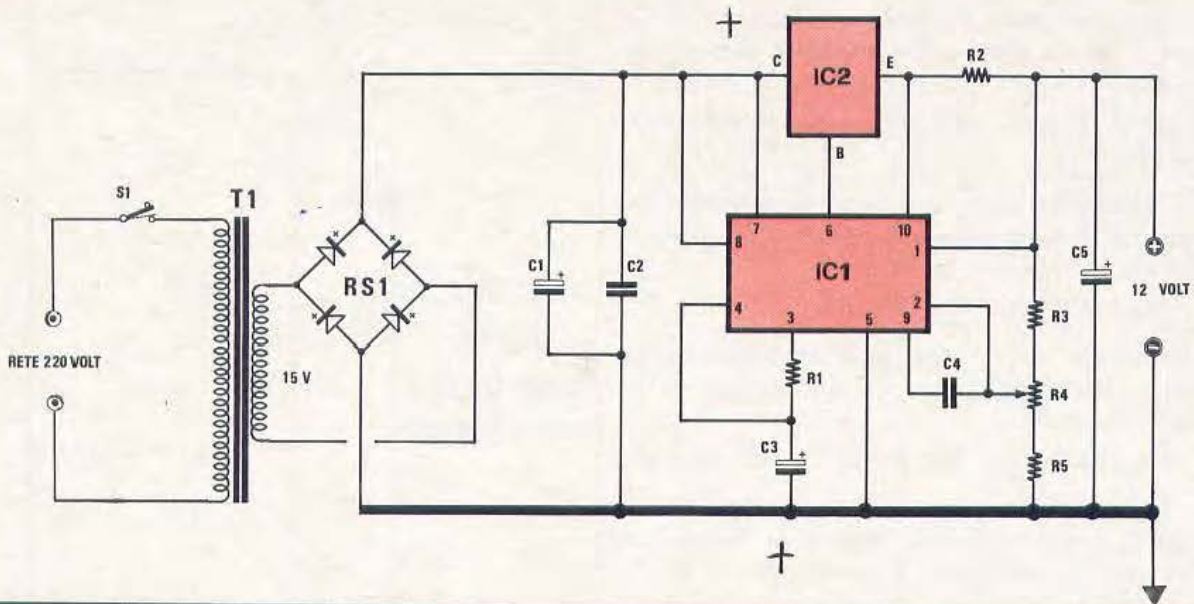 S1
T1
RETE 220 VOLT
15 V
RS1
C1
+
C2
+
C
IC2
E
B
R2
7
6
10
8
1
IC1
4
2
3
5
9
R1
C3
+
C4
R3
R4
R5
C5
+
+
12 VOLT
-
+